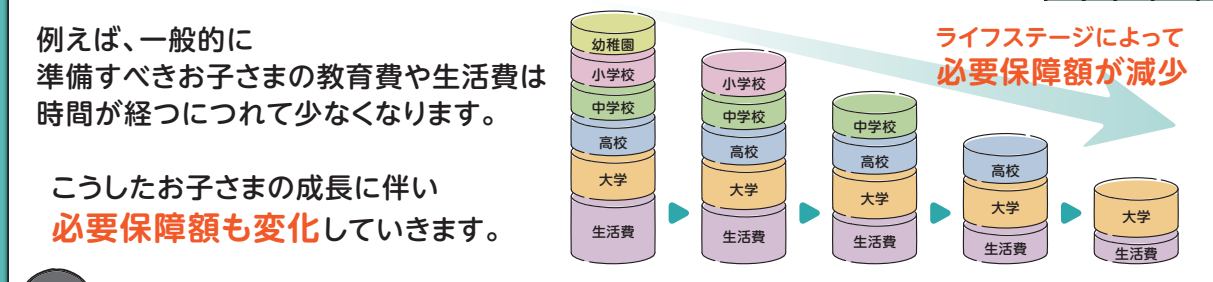 例えば、一般的に
準備すべきお子さまの教育費や生活費は
時間が経つにつれて少なくなります。
こうしたお子さまの成長に伴い
必要保障額も変化していきます。
ライフステージによって
必要保障額が減少
幼稚園
小学校
中学校
高校
大学
生活費
小学校
中学校
高校
大学
生活費
中学校
高校
大学
生活費
高校
大学
生活費
大学
生活費